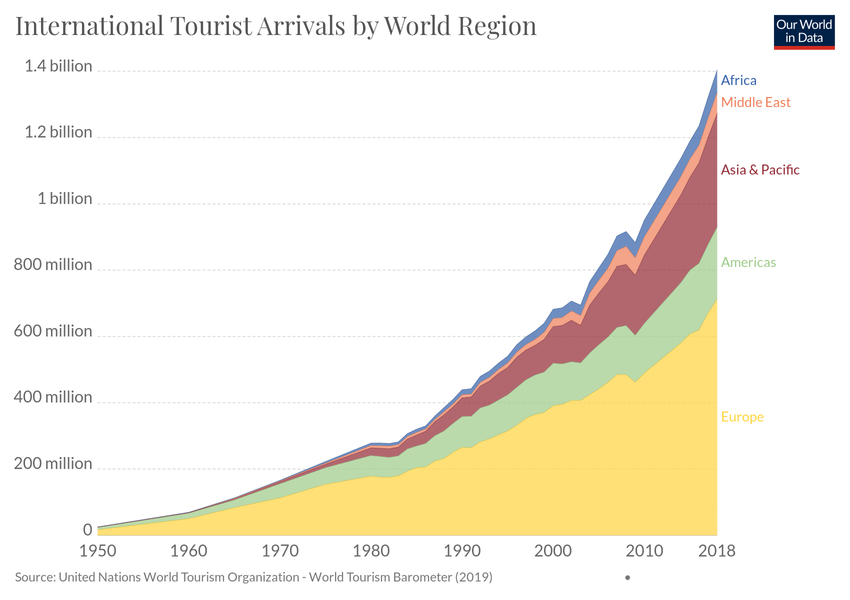 International Tourist Arrivals by World Region
Our World
in Data
1.4 billion
1.2 billion
1 billion
800 million
600 million
400 million
200 million
0
Africa
Middle East
Asia & Pacific
Americas
Europe
1950 1960 1970 1980 1990 2000 2010 2018
Source: United Nations World Tourism Organization - World Tourism Barometer (2019) •